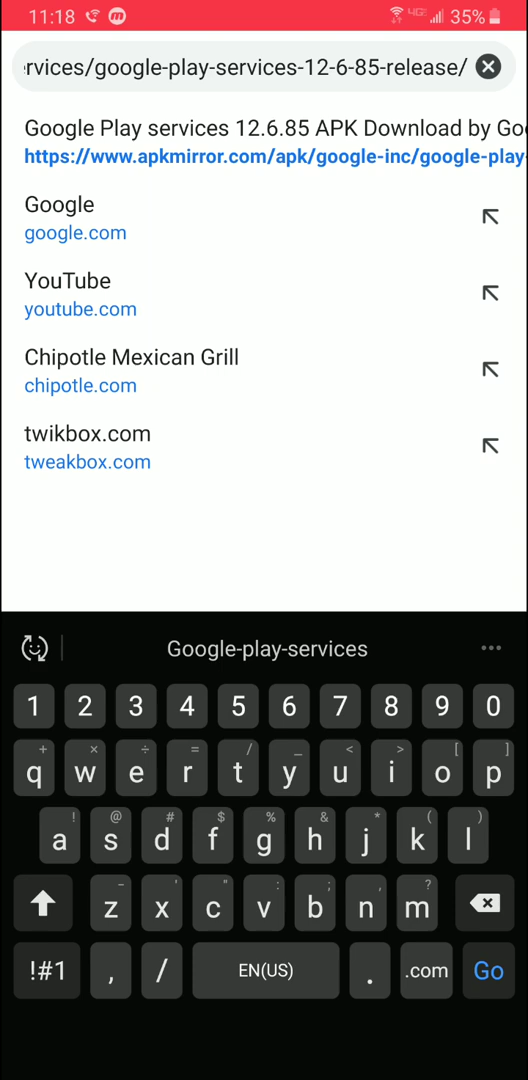 11:18 4GE 35%
rvices/google-play-services-12-6-85-release/
Google Play services 12.6.85 APK Download by Goo
https://www.apkmirror.com/apk/google-inc/google-play-
Google
google.com
YouTube
youtube.com
Chipotle Mexican Grill
chipotle.com
twikbox.com
tweakbox.com
Google-play-services
1 2 3 4 5 6 7 8 9 0
+ × ÷ = / _ < > [ ]
q w e r t y u i o p
! @ # $ % & * ( )
a s d f g h j k l
- ' " : ; , ?
z x c v b n m
!#1 , / EN(US) . .com Go